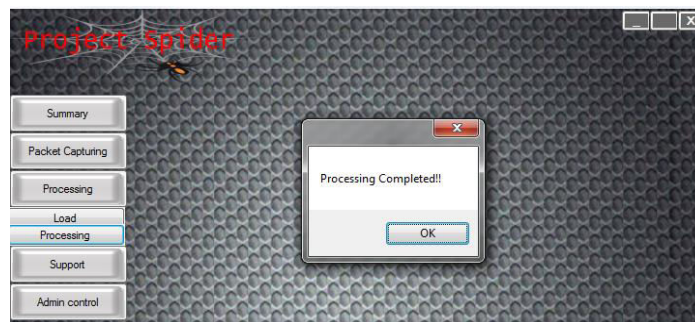 Project Spider
Summary
Packet Capturing
Processing
Load
Processing
Support
Admin control
Processing Completed!!
OK